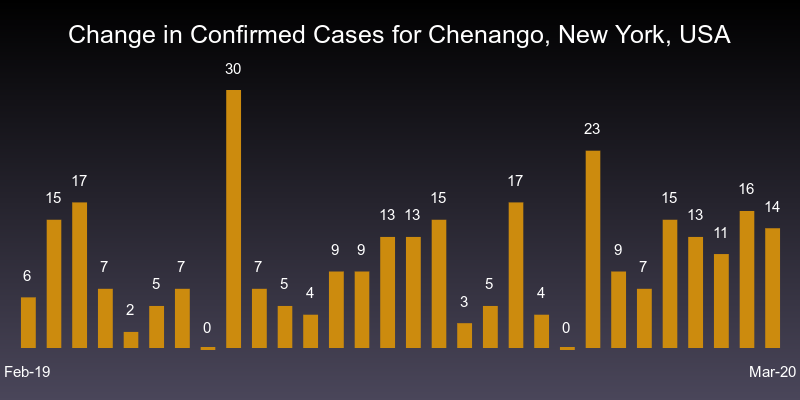 Change in Confirmed Cases for Chenango, New York, USA
6 15 17 7 2 5 7 0 30 7 5 4 9 9 13 13 15 3 5 17 4 0 23 9 7 15 13 11 16 14
Feb-19 Mar-20